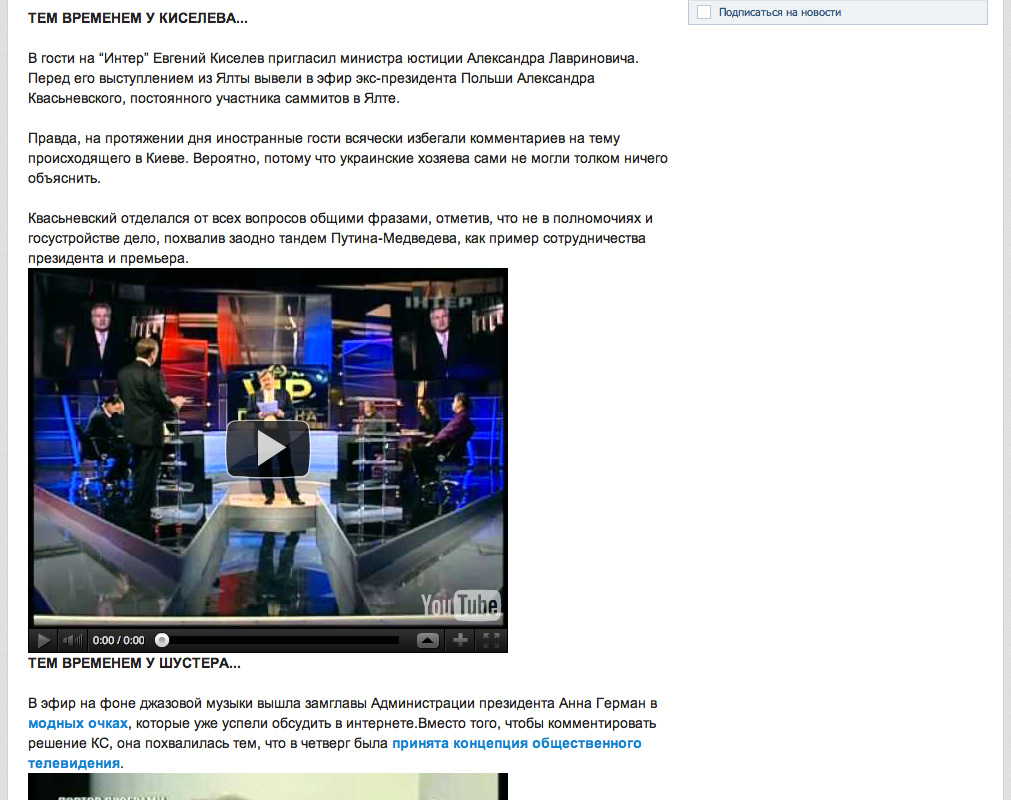 ТЕМ ВРЕМЕНЕМ У КИСЕЛЕВА...
Подписаться на новости
В гости на “Интер” Евгений Киселев пригласил министра юстиции Александра Лавриновича.
Перед его выступлением из Ялты вывели в эфир экс-президента Польши Александра
Квасьневского, постоянного участника саммитов в Ялте.
Правда, на протяжении дня иностранные гости всячески избегали комментариев на тему
происходящего в Киеве. Вероятно, потому что украинские хозяева сами не могли толком ничего
объяснить.
Квасьневский отделался от всех вопросов общими фразами, отметив, что не в полномочиях и
госустройстве дело, похвалив заодно тандем Путина-Медведева, как пример сотрудничества
президента и премьера.
ІНТЕР
YouTube
0:00 / 0:00
ТЕМ ВРЕМЕНЕМ У ШУСТЕРА...
В эфир на фоне джазовой музыки вышла замглавы Администрации президента Анна Герман в
модных очках, которые уже успели обсудить в интернете.Вместо того, чтобы комментировать
решение КС, она похвалилась тем, что в четверг была принята концепция общественного
телевидения.